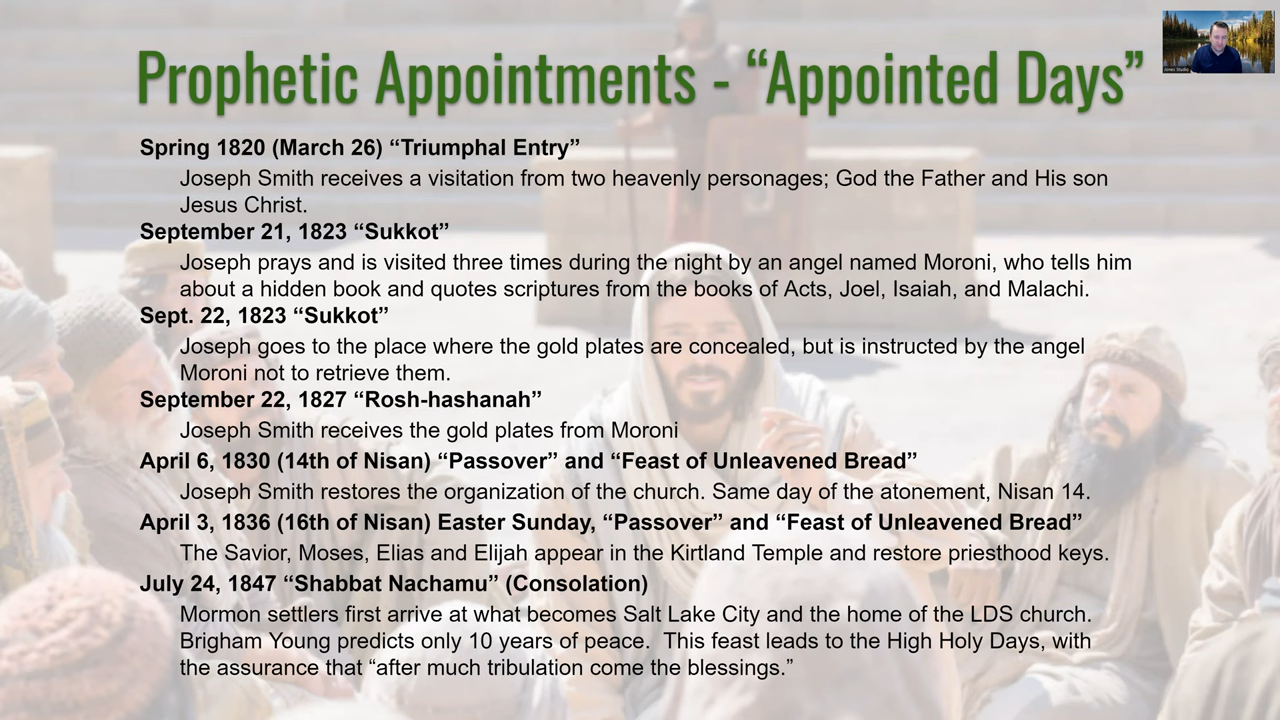 Prophetic Appointments - “Appointed Days”
Spring 1820 (March 26) “Triumphal Entry”
Joseph Smith receives a visitation from two heavenly personages; God the Father and His son
Jesus Christ.
September 21, 1823 “Sukkot”
Joseph prays and is visited three times during the night by an angel named Moroni, who tells him
about a hidden book and quotes scriptures from the books of Acts, Joel, Isaiah, and Malachi.
Sept. 22, 1823 “Sukkot”
Joseph goes to the place where the gold plates are concealed, but is instructed by the angel
Moroni not to retrieve them.
September 22, 1827 “Rosh-hashanah”
Joseph Smith receives the gold plates from Moroni
April 6, 1830 (14th of Nisan) “Passover” and “Feast of Unleavened Bread”
Joseph Smith restores the organization of the church. Same day of the atonement, Nisan 14.
April 3, 1836 (16th of Nisan) Easter Sunday, “Passover” and “Feast of Unleavened Bread”
The Savior, Moses, Elias and Elijah appear in the Kirtland Temple and restore priesthood keys.
July 24, 1847 “Shabbat Nachamu” (Consolation)
Mormon settlers first arrive at what becomes Salt Lake City and the home of the LDS church.
Brigham Young predicts only 10 years of peace.  This feast leads to the High Holy Days, with
the assurance that “after much tribulation come the blessings.”
Jones Studio